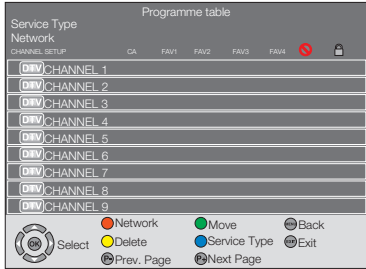 Programme table
Service Type
Network
CHANNEL SETUP CA FAV1 FAV2 FAV3 FAV4
DTV CHANNEL 1
DTV CHANNEL 2
DTV CHANNEL 3
DTV CHANNEL 4
DTV CHANNEL 5
DTV CHANNEL 6
DTV CHANNEL 7
DTV CHANNEL 8
DTV CHANNEL 9
Network Move MENU Back
OK Select Delete Service Type EXIT Exit
P- Prev. Page P+ Next Page